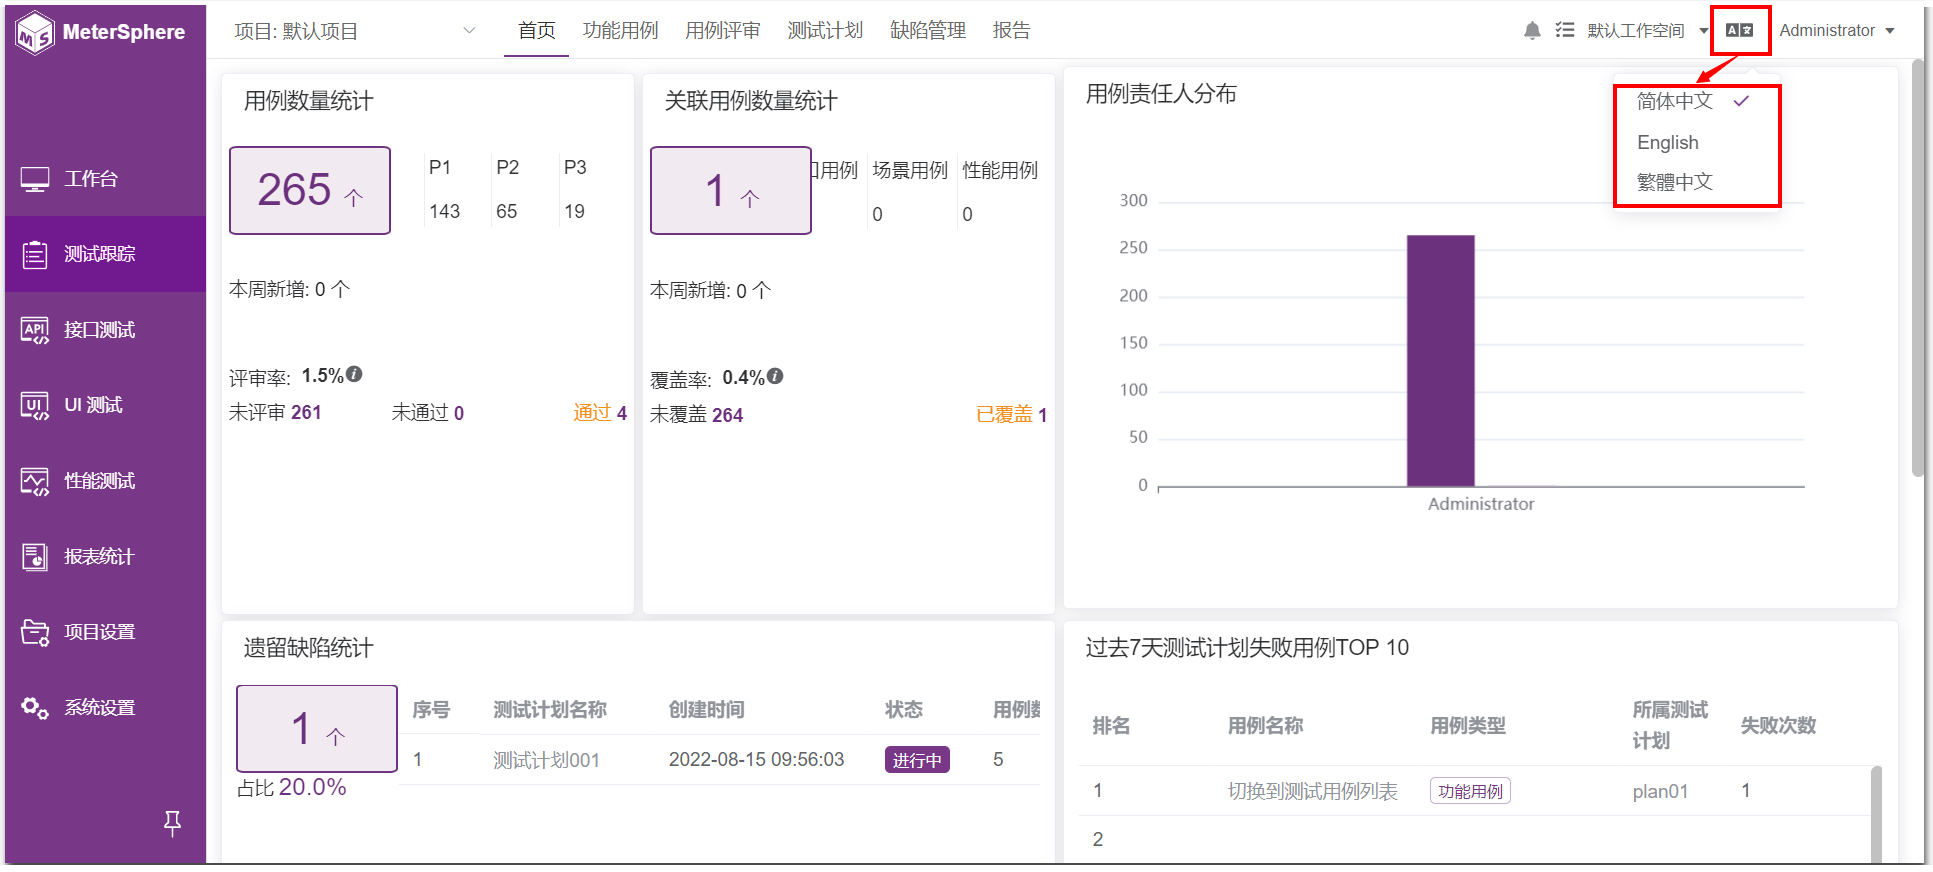 MeterSphere
项目: 默认项目
首页 功能用例 用例评审 测试计划 缺陷管理 报告
默认工作空间
Administrator
简体中文
English
繁體中文
工作台
测试跟踪
接口测试
UI 测试
性能测试
报表统计
项目设置
系统设置
用例数量统计
265 个
P1 P2 P3
143 65 19
本周新增: 0 个
评审率: 1.5%
未评审 261 未通过 0 通过 4
关联用例数量统计
1 个
口用例 场景用例 性能用例
0 0
本周新增: 0 个
覆盖率: 0.4%
未覆盖 264 已覆盖 1
用例责任人分布
300
250
200
150
100
50
0
Administrator
遗留缺陷统计
1 个
占比 20.0%
序号 测试计划名称 创建时间 状态 用例数
1 测试计划001 2022-08-15 09:56:03 进行中 5
过去7天测试计划失败用例TOP 10
排名 用例名称 用例类型 所属测试计划 失败次数
1 切换到测试用例列表 功能用例 plan01 1
2